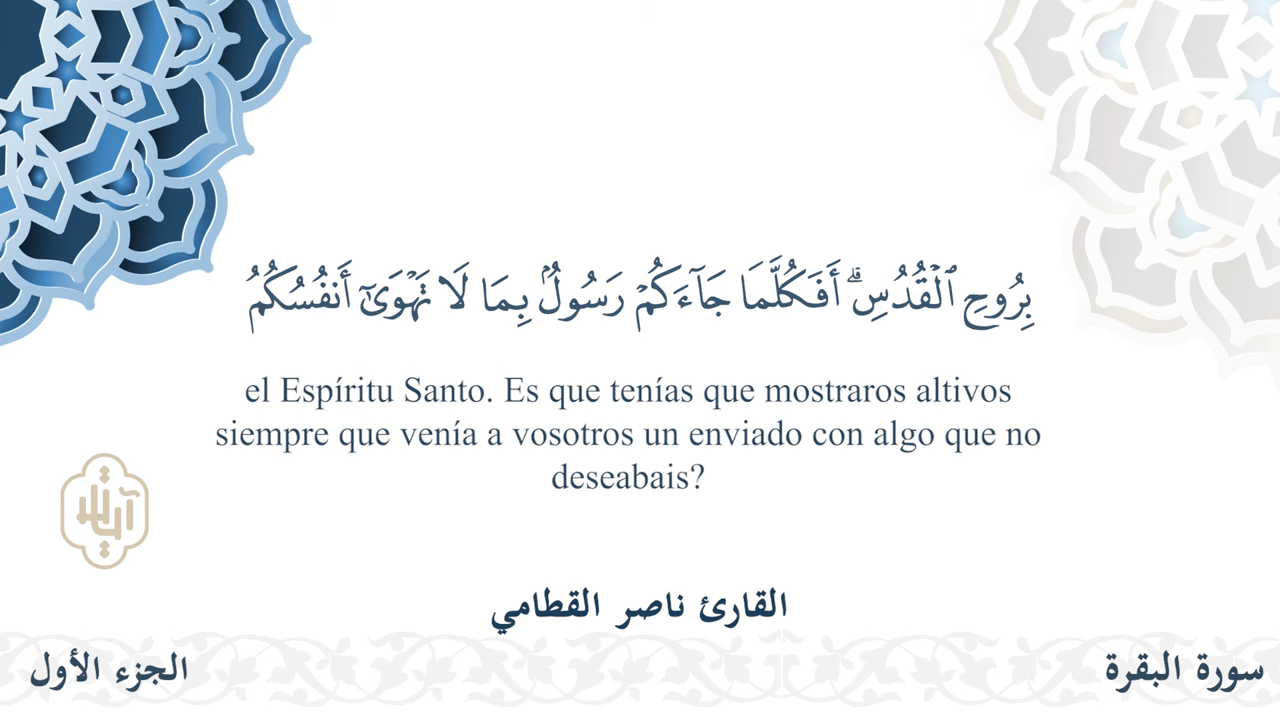 بِرُوحِ ٱلْقُدُسِ ۗ أَفَكُلَّمَا جَآءَكُمْ رَسُولٌۢ بِمَا لَا تَهْوَىٰٓ أَنفُسُكُمُ
el Espíritu Santo. Es que tenías que mostraros altivos
siempre que venía a vosotros un enviado con algo que no
deseabais?
القارئ ناصر القطامي
سورة البقرة
الجزء الأول